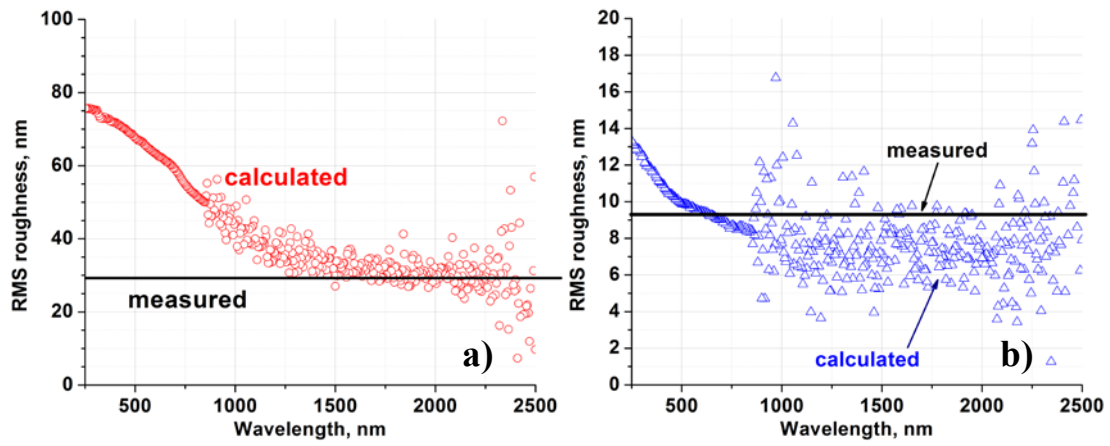 100
80
60
40
20
0
RMS roughness, nm
calculated
measured
a)
500
1000
1500
2000
2500
Wavelength, nm
20
18
16
14
12
10
8
6
4
2
0
RMS roughness, nm
measured
calculated
b)
500
1000
1500
2000
2500
Wavelength, nm